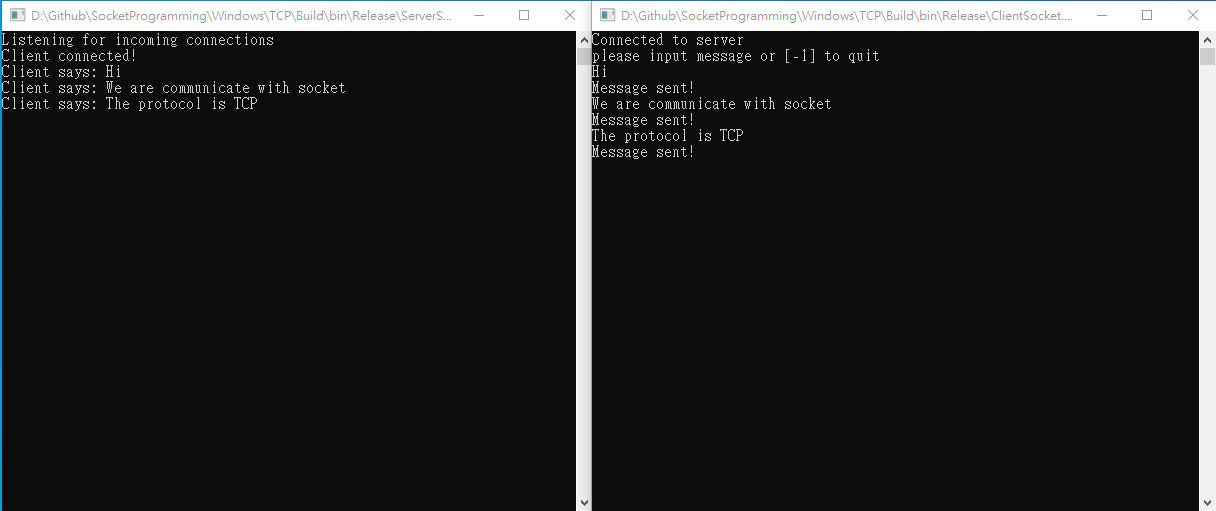 D:\Github\SocketProgramming\Windows\TCP\Build\bin\Release\ServerS...
Listening for incoming connections
Client connected!
Client says: Hi
Client says: We are communicate with socket
Client says: The protocol is TCP
D:\Github\SocketProgramming\Windows\TCP\Build\bin\Release\ClientSocket....
Connected to server
please input message or [-1] to quit
Hi
Message sent!
We are communicate with socket
Message sent!
The protocol is TCP
Message sent!